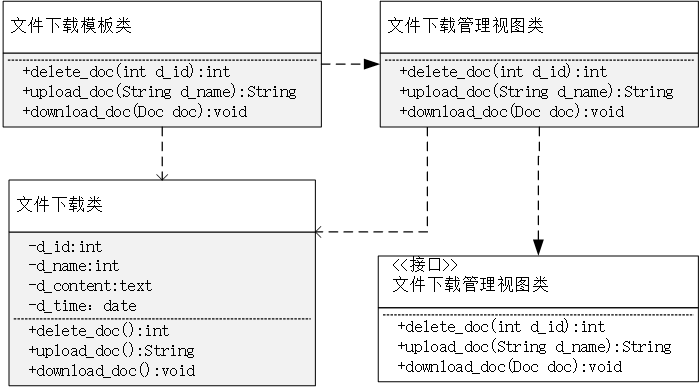 文件下载模板类
+delete_doc(int d_id):int
+upload_doc(String d_name):String
+download_doc(Doc doc):void
文件下载管理视图类
+delete_doc(int d_id):int
+upload_doc(String d_name):String
+download_doc(Doc doc):void
文件下载类
-d_id:int
-d_name:int
-d_content:text
-d_time：date
+delete_doc():int
+upload_doc():String
+download_doc():void
<<接口>>
文件下载管理视图类
+delete_doc(int d_id):int
+upload_doc(String d_name):String
+download_doc(Doc doc):void